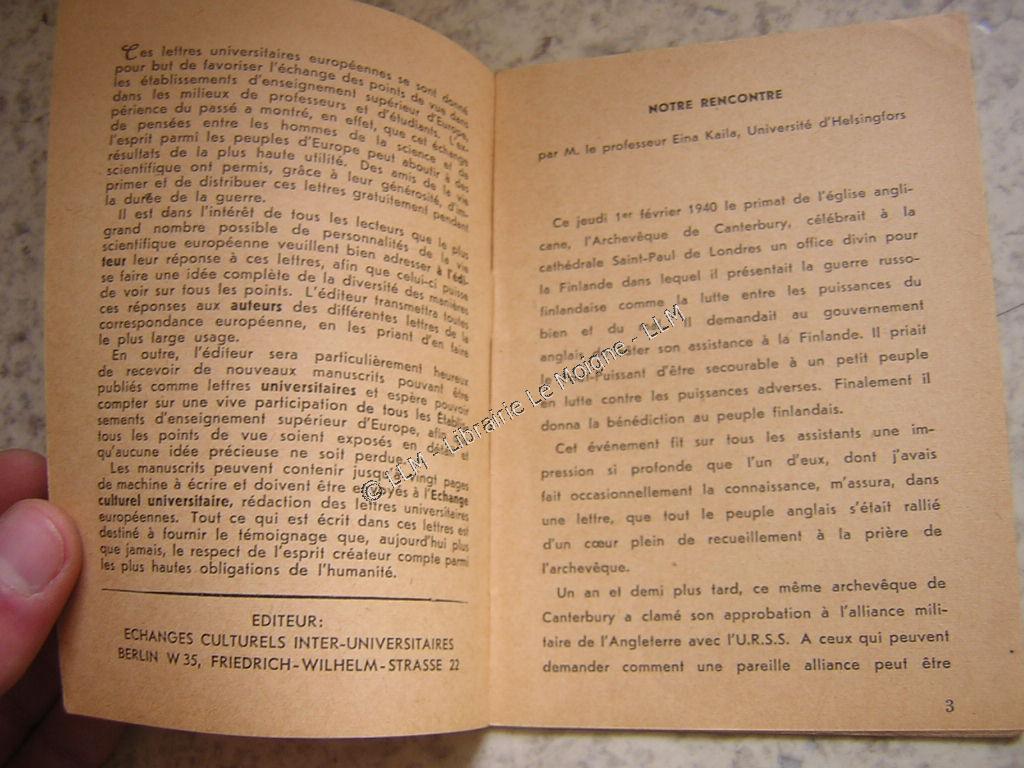 Ces lettres universitaires européennes se sont donné
pour but de favoriser l'échange des points de vue dans
les établissements d'enseignement supérieur d'Europe,
dans les milieux de professeurs et d'étudiants. L'ex-
périence du passé a montré, en effet, que cet échange
de pensées entre les hommes de la science et de
l'esprit parmi les peuples d'Europe peut aboutir à des
résultats de la plus haute utilité. Des amis de la vie
scientifique ont permis, grâce à leur générosité, d'im-
primer et de distribuer ces lettres gratuitement pendant
la durée de la guerre.
Il est dans l'intérêt de tous les lecteurs que le plus
grand nombre possible de personnalités de la vie
scientifique européenne veuillent bien adresser à l'édi-
teur leur réponse à ces lettres, afin que celui-ci puisse
se faire une idée complète de la diversité des manières
de voir sur tous les points. L'éditeur transmettra toutes
ces réponses aux auteurs des différentes lettres de la
correspondance européenne, en les priant d'en faire
le plus large usage.
En outre, l'éditeur sera particulièrement heureux
de recevoir de nouveaux manuscrits pouvant être
publiés comme lettres universitaires et espère pouvoir
compter sur une vive participation de tous les Établis-
sements d'enseignement supérieur d'Europe, afin que
tous les points de vue soient exposés en détail et
qu'aucune idée précieuse ne soit perdue.
Les manuscrits peuvent contenir jusqu'à vingt pages
de machine à écrire et doivent être envoyés à l'Echange
culturel universitaire, rédaction des lettres universitaires
européennes. Tout ce qui est écrit dans ces lettres est
destiné à fournir le témoignage que, aujourd'hui plus
que jamais, le respect de l'esprit créateur compte parmi
les plus hautes obligations de l'humanité.
EDITEUR:
ECHANGES CULTURELS INTER-UNIVERSITAIRES
BERLIN W 35, FRIEDRICH-WILHELM-STRASSE 22
NOTRE RENCONTRE
par M. le professeur Eina Kaila, Université d'Helsingfors
Ce jeudi 1er février 1940 le primat de l'église angli-
cane, l'Archevêque de Canterbury, célébrait à la
cathédrale Saint-Paul de Londres un office divin pour
la Finlande dans lequel il présentait la guerre russo-
finlandaise comme la lutte entre les puissances du
bien et du mal. Il demandait au gouvernement
anglais de prêter son assistance à la Finlande. Il priait
le Tout-Puissant d'être secourable à un petit peuple
en lutte contre les puissances adverses. Finalement il
donna la bénédiction au peuple finlandais.
Cet événement fit sur tous les assistants une im-
pression si profonde que l'un d'eux, dont j'avais
fait occasionnellement la connaissance, m'assura, dans
une lettre, que tout le peuple anglais s'était rallié
d'un cœur plein de recueillement à la prière de
l'archevêque.
Un an et demi plus tard, ce même archevêque de
Canterbury a clamé son approbation à l'alliance mili-
taire de l'Angleterre avec l'U.R.S.S. A ceux qui peuvent
demander comment une pareille alliance peut être
3
© LLM - Librairie Le Moigne - LLM